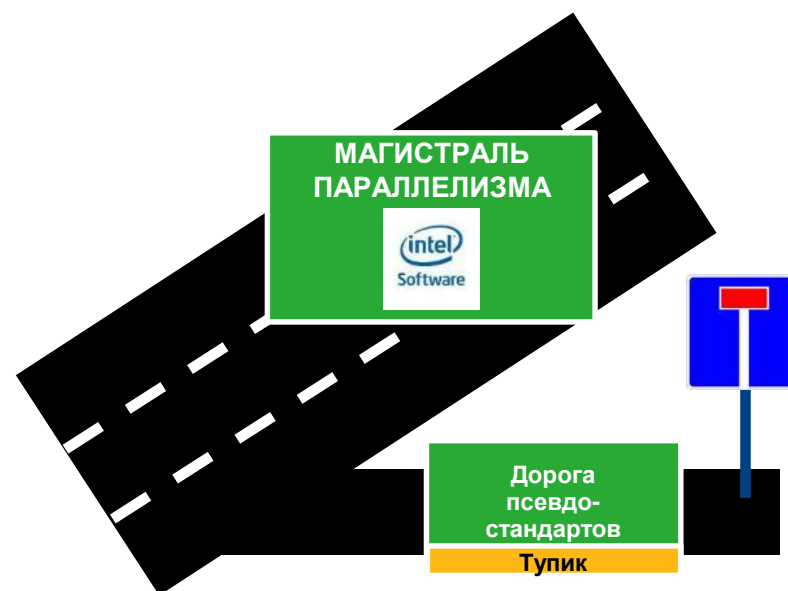 МАГИСТРАЛЬ
ПАРАЛЛЕЛИЗМА
intel
Software
Дорога
псевдо-
стандартов
Тупик